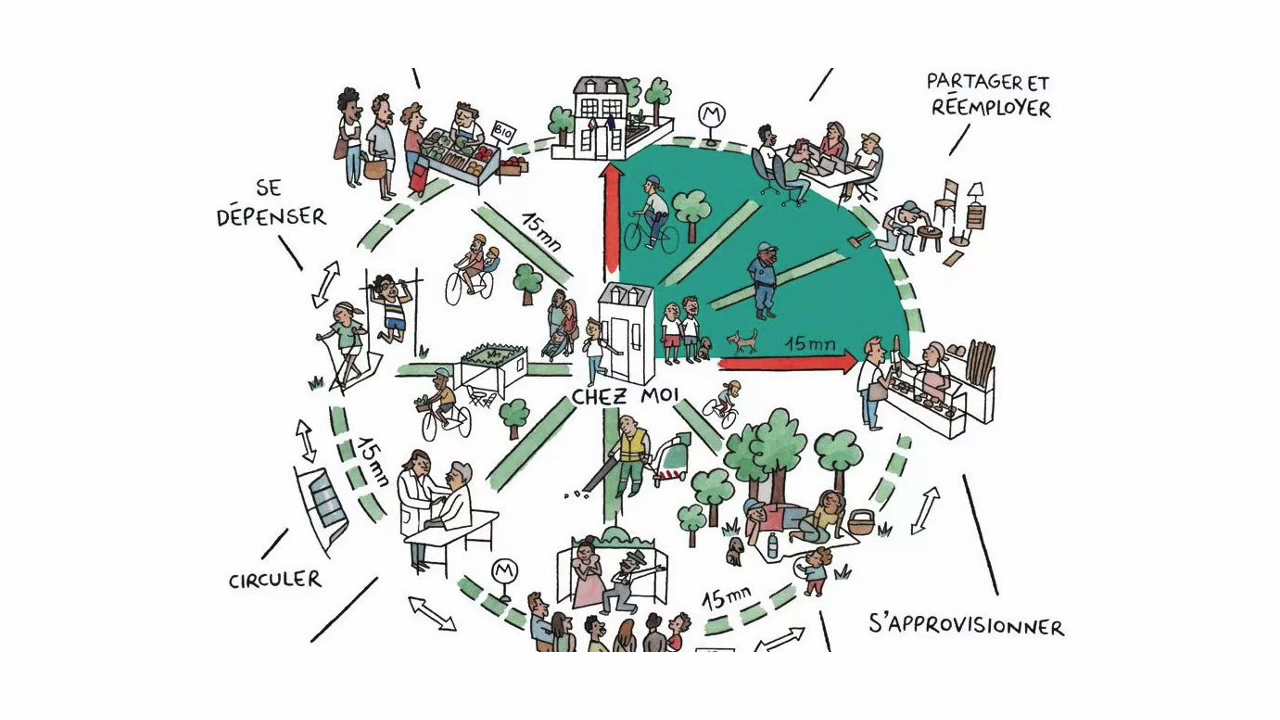 PARTAGER ET
RÉEMPLOYER
M
BIO
SE
DÉPENSER
15mn
15mn
CHEZ MOI
15mn
CIRCULER
M
15mn
S'APPROVISIONNER